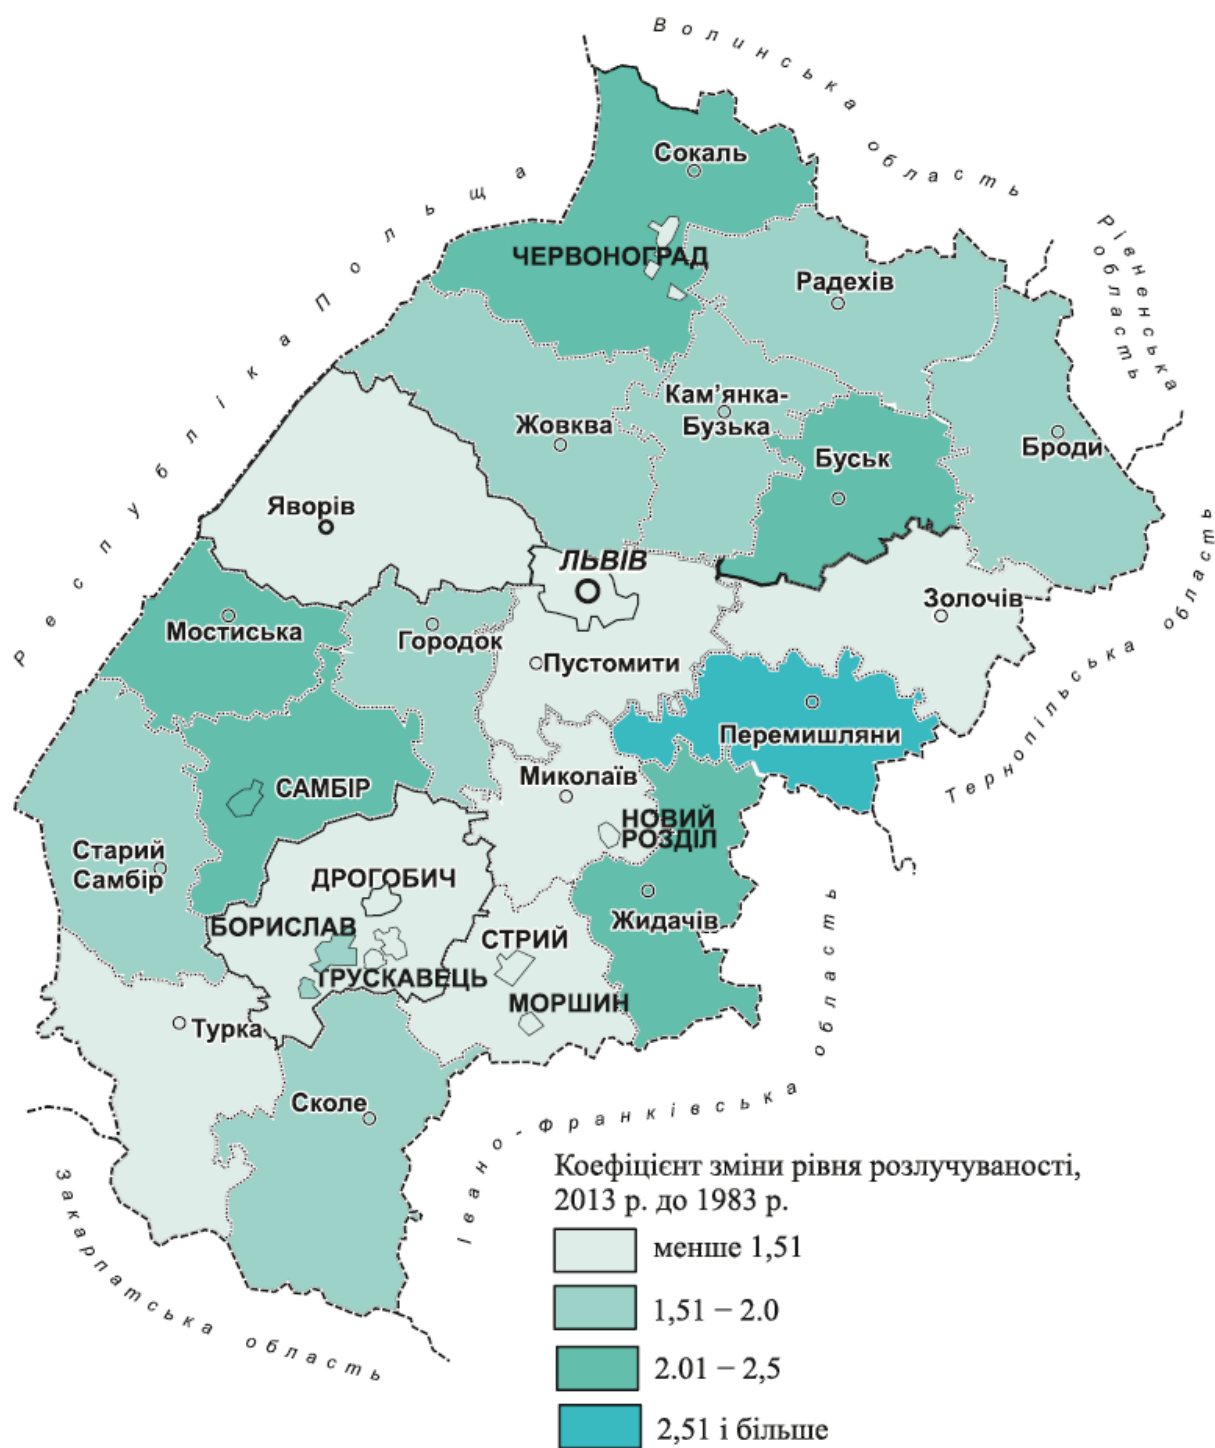 Волинська область
Рівненська
область
Республіка Польща
Сокаль
ЧЕРВОНОГРАД
Радехів
Кам’янка-
Бузька
Жовква
Броди
Буськ
Яворів
ЛЬВІВ
Золочів
Мостиська
Городок
Пустомити
Тернопільська область
Перемишляни
Миколаїв
САМБІР
НОВИЙ
РОЗДІЛ
Старий
Самбір
ДРОГОБИЧ
БОРИСЛАВ
ТРУСКАВЕЦЬ
СТРИЙ
Жидачів
МОРШИН
Турка
Сколе
Івано-Франківська область
Закарпатська область
Коефіцієнт зміни рівня розлучуваності,
2013 р. до 1983 р.
менше 1,51
1,51 – 2.0
2.01 – 2,5
2,51 і більше